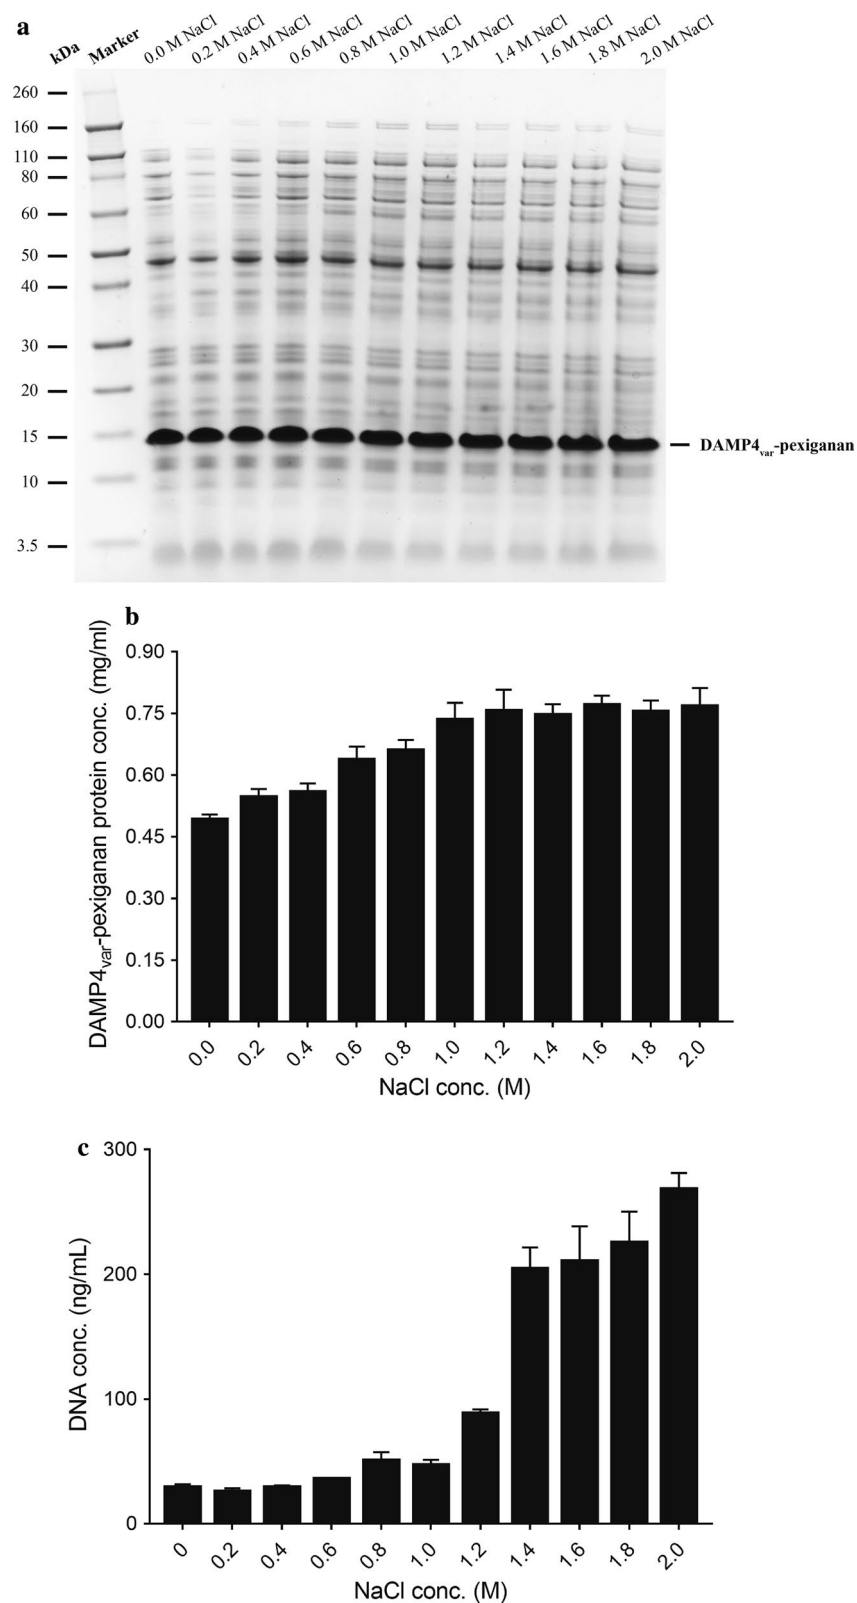 a
kDa
Marker
0.0 M NaCl
0.2 M NaCl
0.4 M NaCl
0.6 M NaCl
0.8 M NaCl
1.0 M NaCl
1.2 M NaCl
1.4 M NaCl
1.6 M NaCl
1.8 M NaCl
2.0 M NaCl
260
160
110
80
60
50
40
30
20
15
10
3.5
DAMP4var-pexiganan
b
DAMP4var-pexiganan protein conc. (mg/ml)
0.90
0.75
0.60
0.45
0.30
0.15
0.00
0.0 0.2 0.4 0.6 0.8 1.0 1.2 1.4 1.6 1.8 2.0
NaCl conc. (M)
c
DNA conc. (ng/mL)
300
200
100
0
0 0.2 0.4 0.6 0.8 1.0 1.2 1.4 1.6 1.8 2.0
NaCl conc. (M)